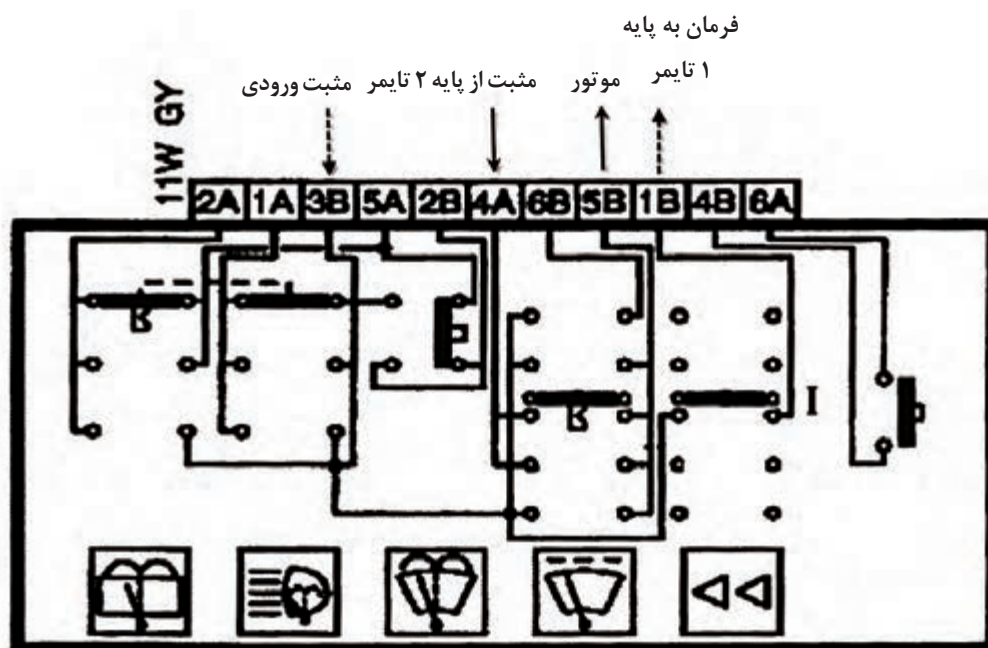 فرمان به پایه
۱ تایمر
موتور
مثبت از پایه ۲ تایمر
مثبت ورودی
11W GY
2A 1A 3B 5A 2B 4A 6B 5B 1B 4B 6A
I